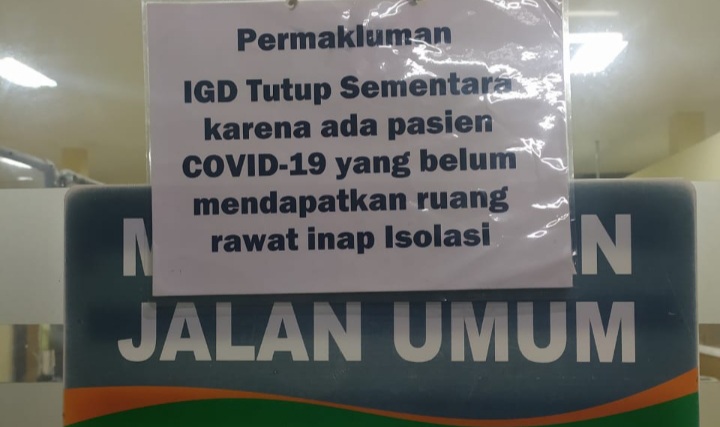 Permakluman
IGD Tutup Sementara
karena ada pasien
COVID-19 yang belum
mendapatkan ruang
rawat inap Isolasi
JALAN UMUM